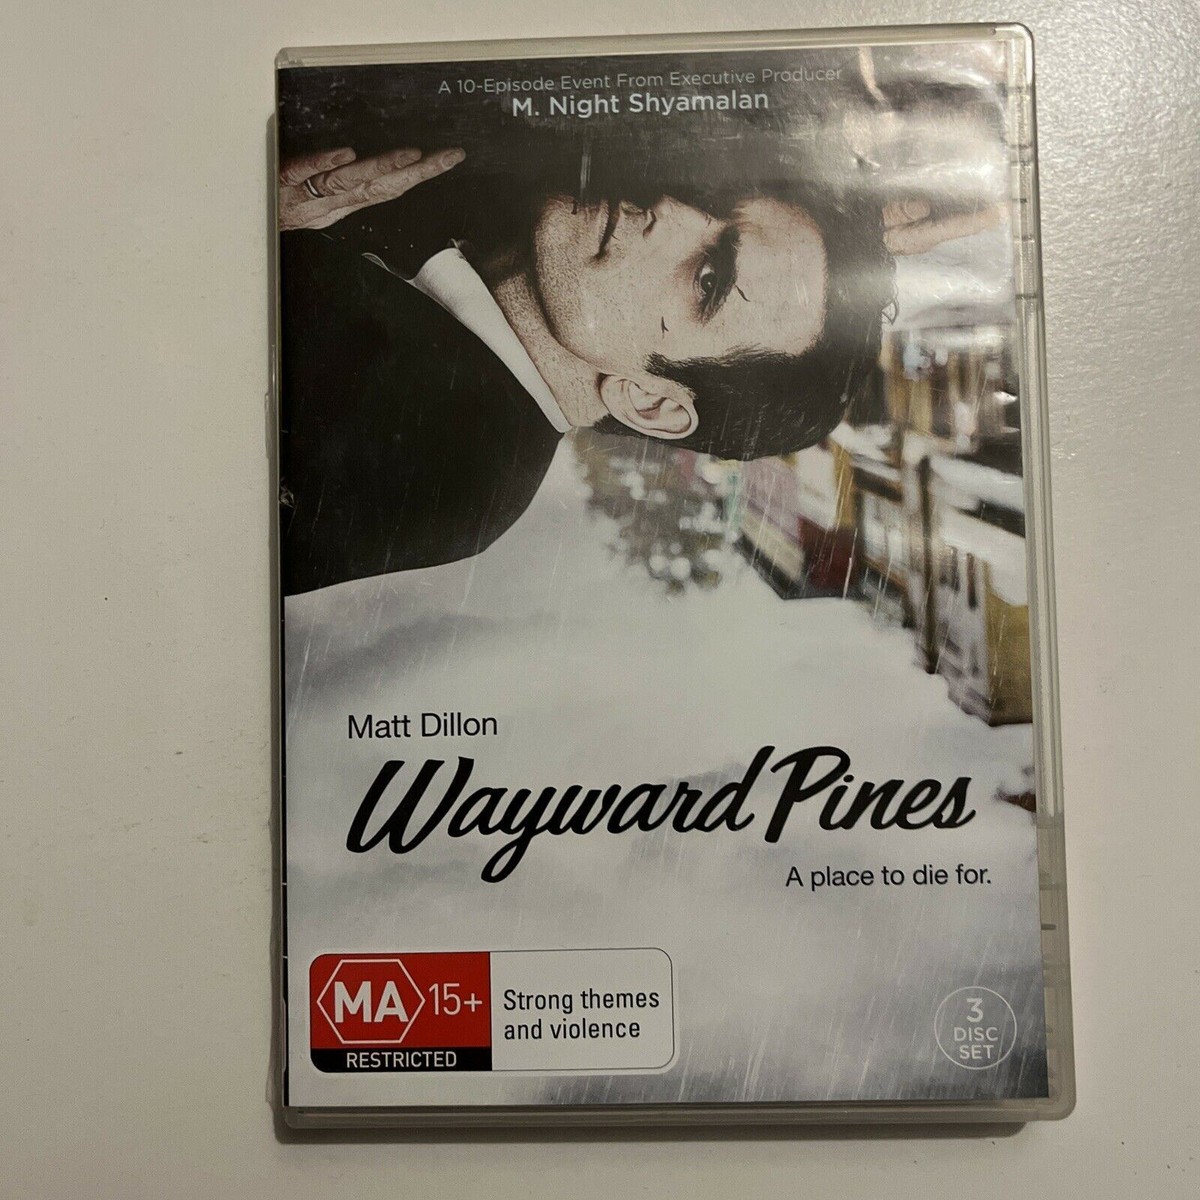 A 10-Episode Event From Executive Producer
M. Night Shyamalan
Matt Dillon
Wayward Pines
A place to die for.
MA 15+
RESTRICTED
Strong themes
and violence
3
DISC
SET